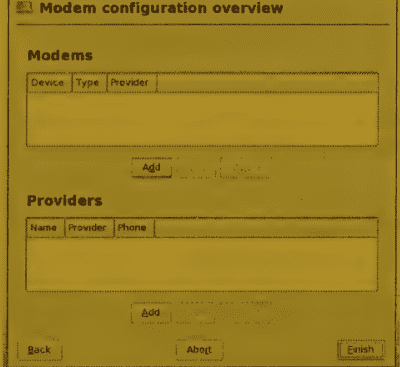 Modem configuration overview
Modems
Device Type Provider
Add
Providers
Name Provider Phone
Add
Back Abort Finish